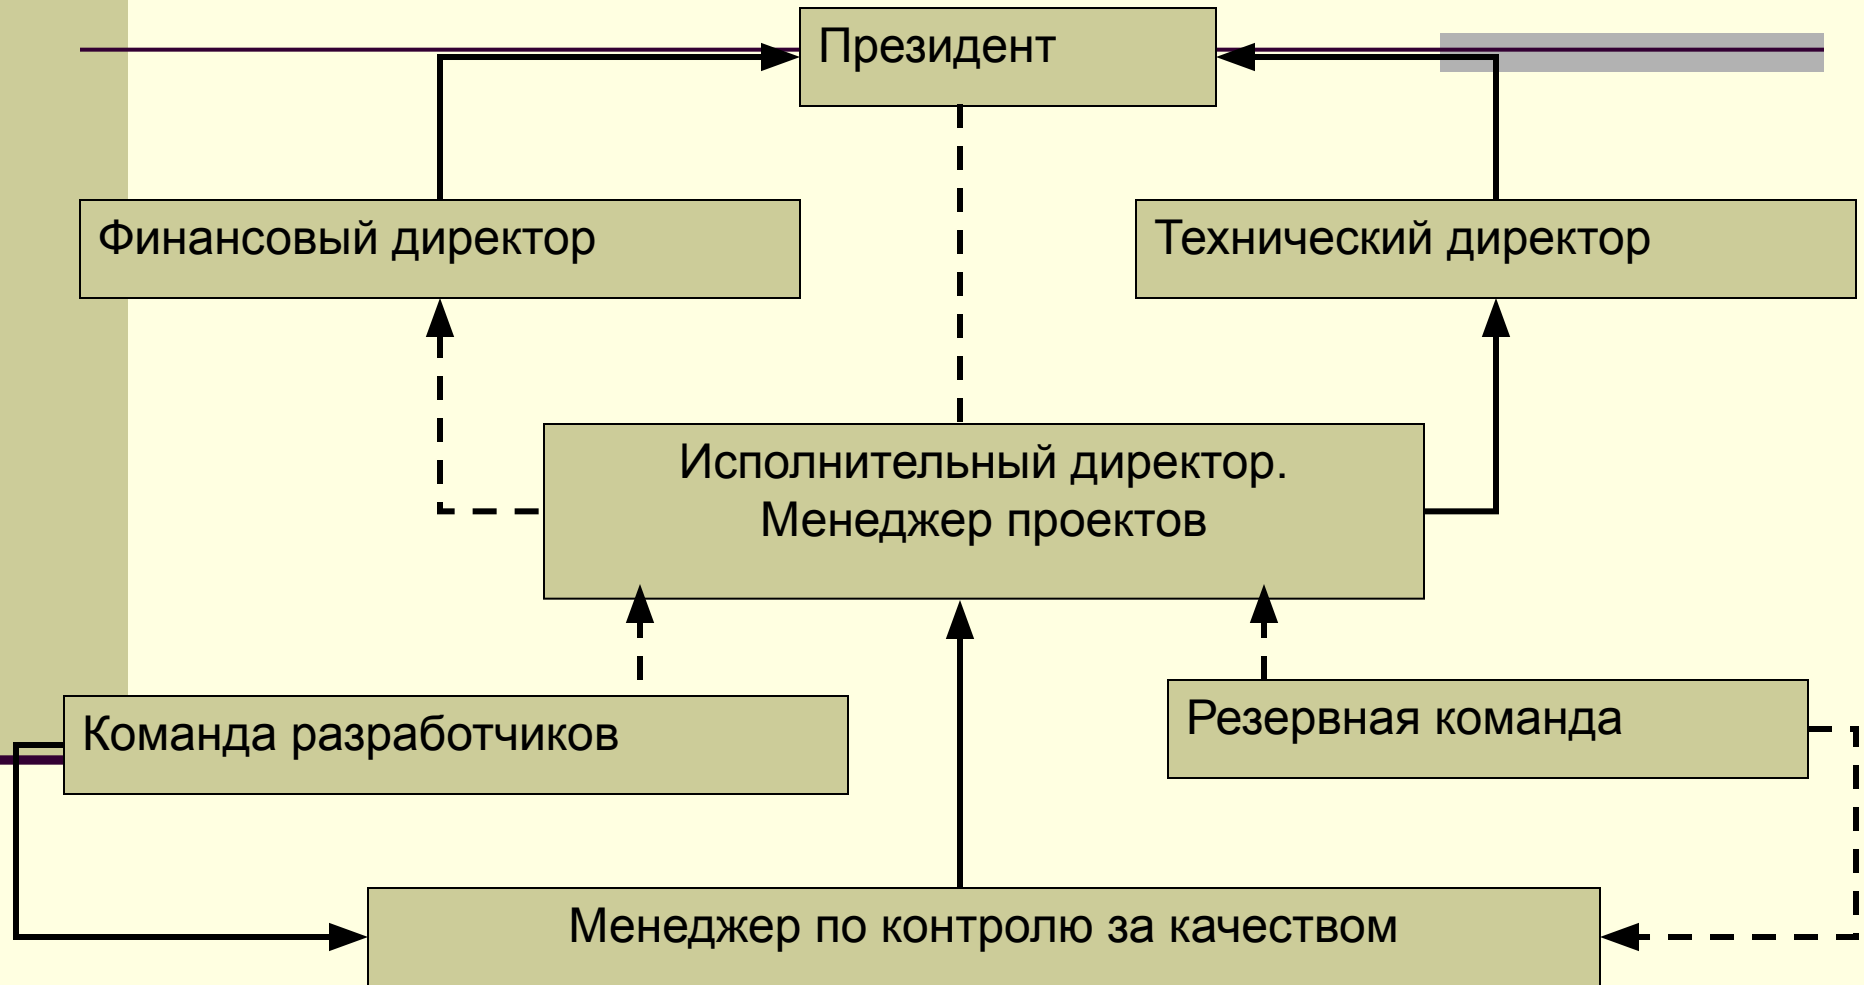 Президент
Финансовый директор
Технический директор
Исполнительный директор.
Менеджер проектов
Команда разработчиков
Резервная команда
Менеджер по контролю за качеством